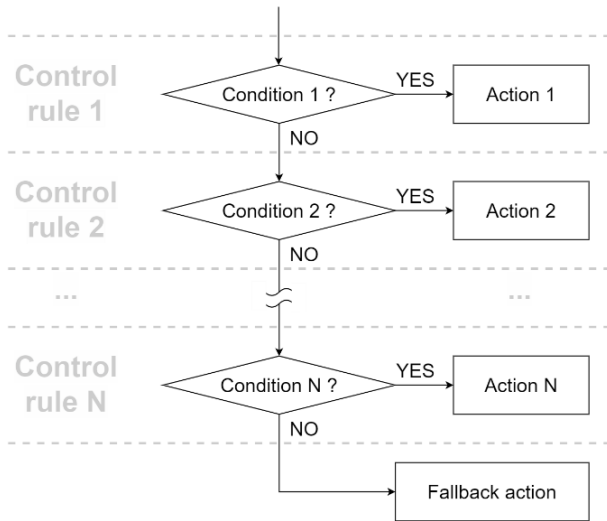 Control
rule 1
Condition 1 ?
YES
Action 1
NO
Control
rule 2
Condition 2 ?
YES
Action 2
NO
...
...
Control
rule N
Condition N ?
YES
Action N
NO
Fallback action